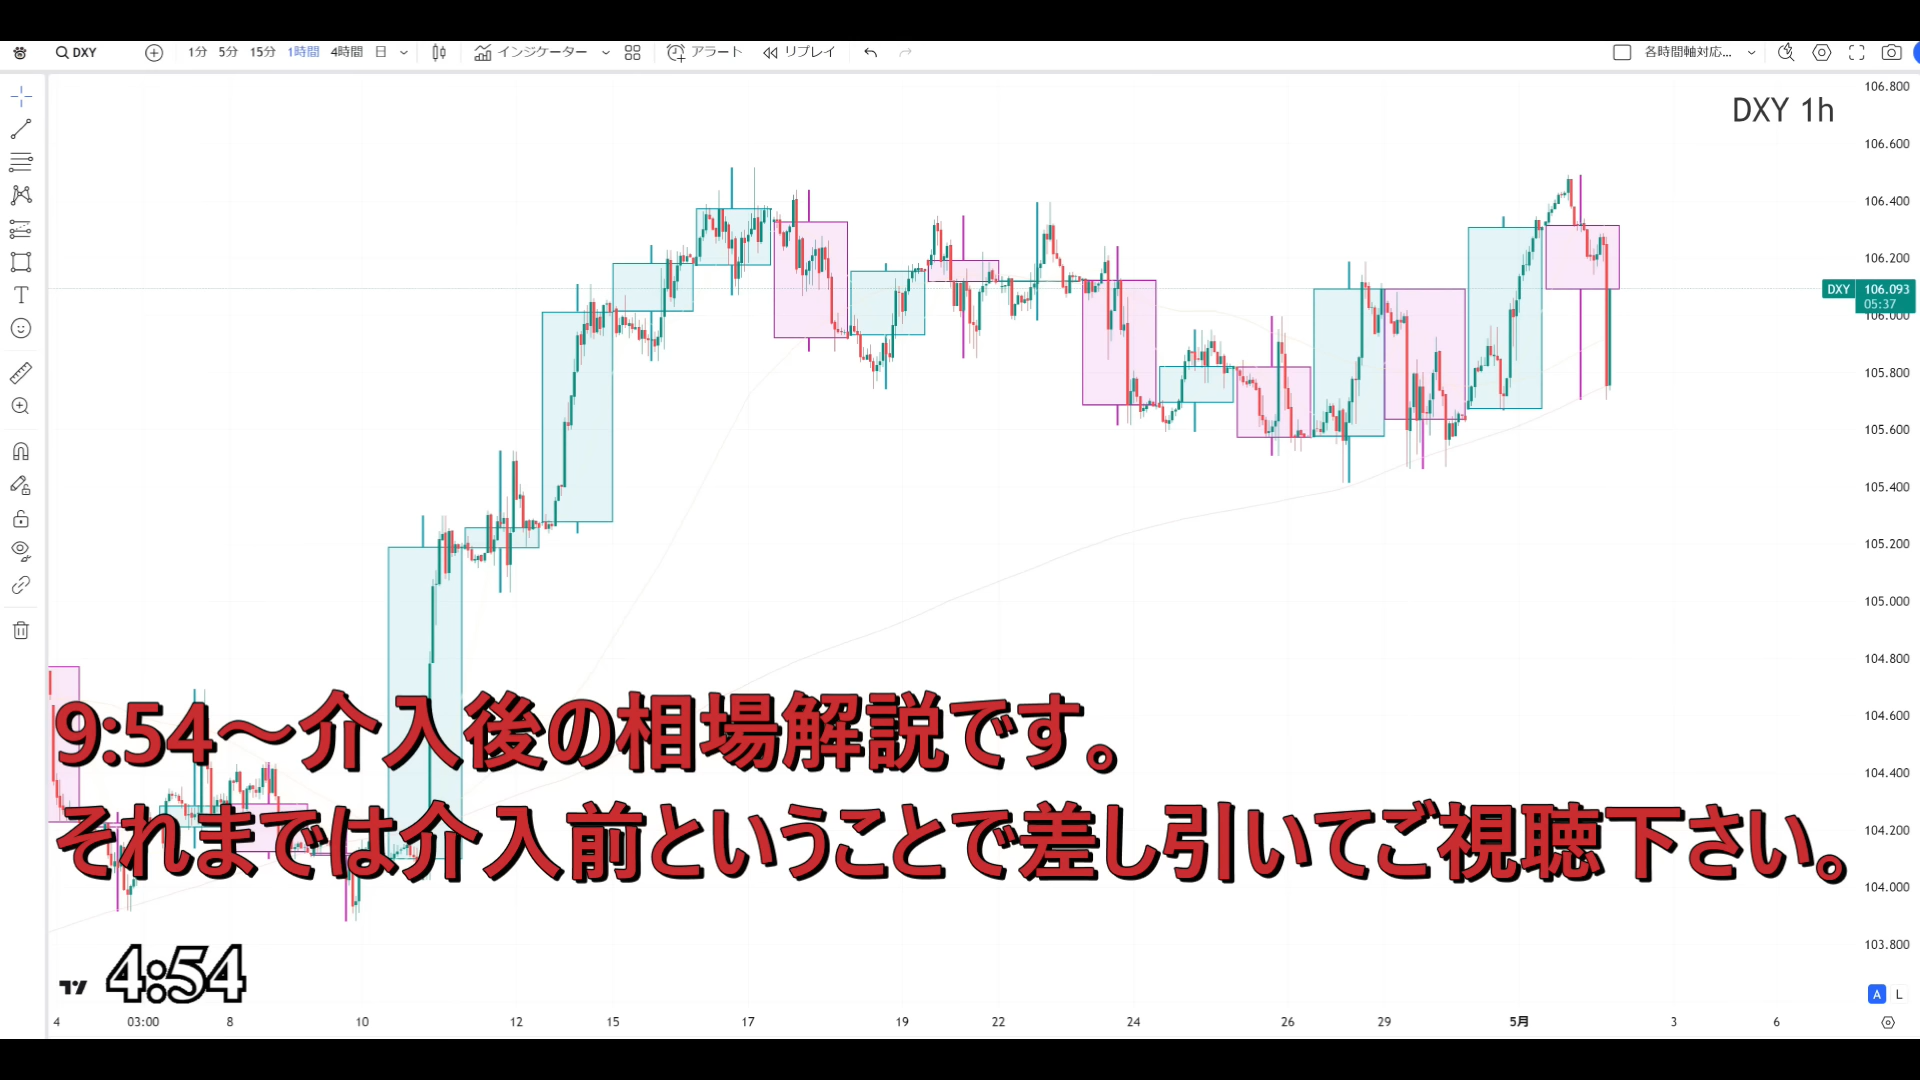 DXY
1分 5分 15分 1時間 4時間 日
インジケーター
アラート
リプレイ
各時間軸対応...
DXY 1h
106.800
106.600
106.400
106.200
DXY 106.093
05:37
106.000
105.800
105.600
105.400
105.200
105.000
104.800
104.600
104.400
104.200
104.000
103.800
9:54～介入後の相場解説です。
それまでは介入前ということで差し引いてご視聴下さい。
4:54
A L
4 03:00 8 10 12 15 17 19 22 24 26 29 5月 3 6